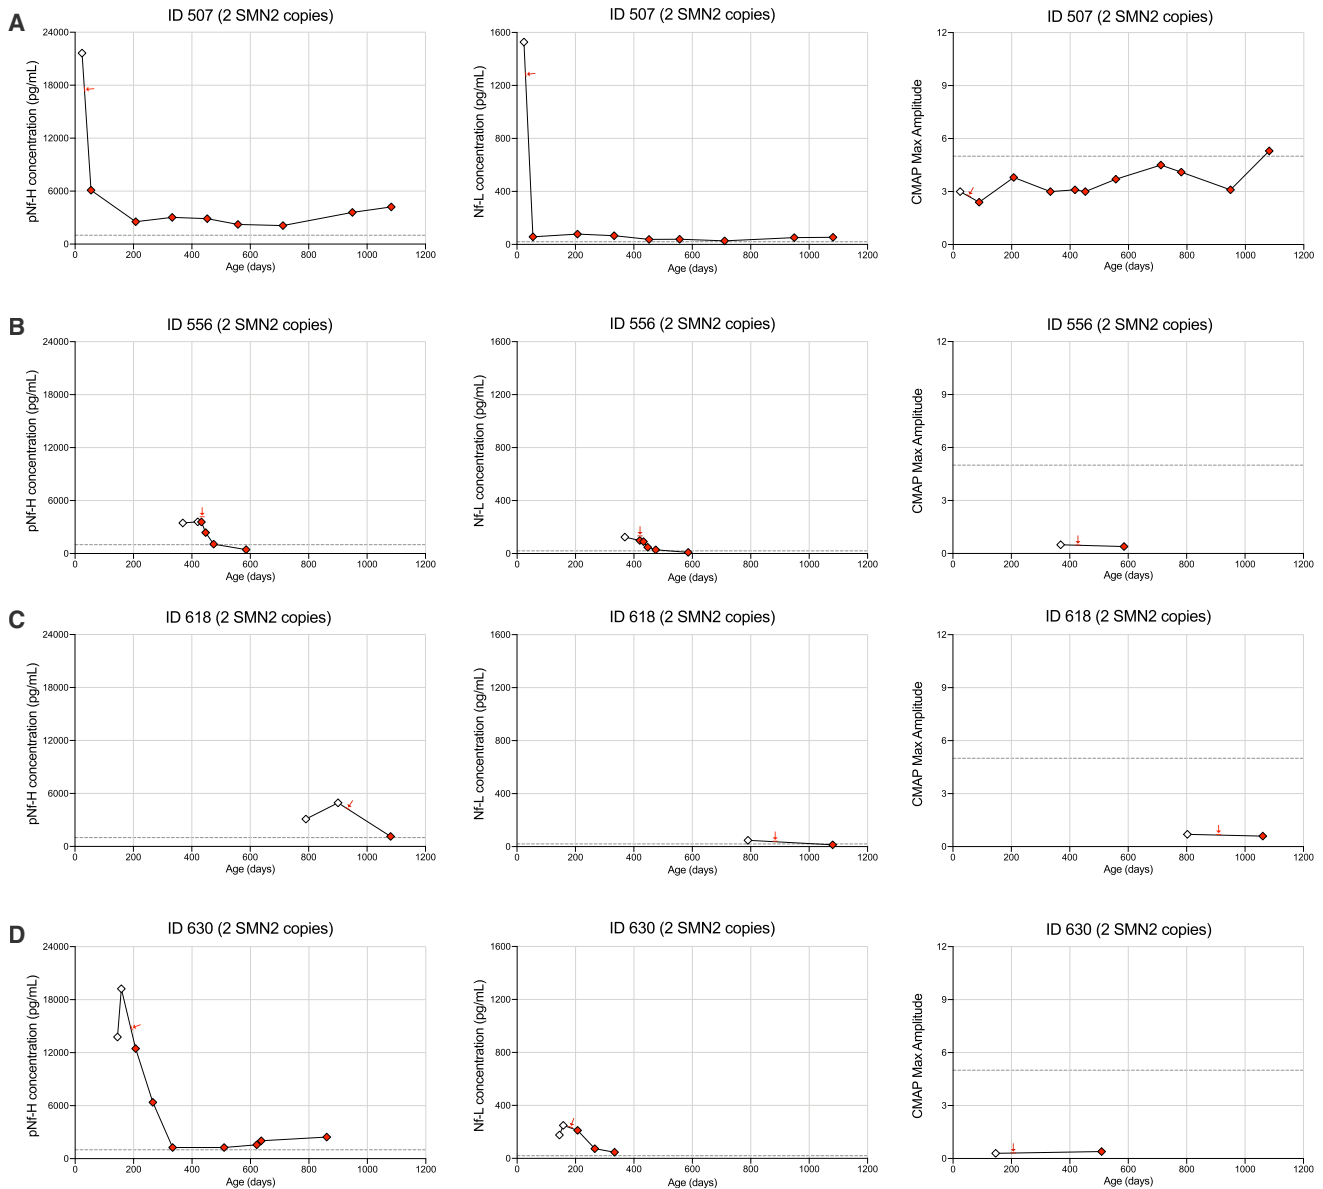 A
ID 507 (2 SMN2 copies)
pNf-H concentration (pg/mL)
24000
18000
12000
6000
0
0 200 400 600 800 1000 1200
Age (days)
ID 507 (2 SMN2 copies)
Nf-L concentration (pg/mL)
1600
1200
800
400
0
0 200 400 600 800 1000 1200
Age (days)
ID 507 (2 SMN2 copies)
CMAP Max Amplitude
12
9
6
3
0
0 200 400 600 800 1000 1200
Age (days)
B
ID 556 (2 SMN2 copies)
pNf-H concentration (pg/mL)
24000
18000
12000
6000
0
0 200 400 600 800 1000 1200
Age (days)
ID 556 (2 SMN2 copies)
Nf-L concentration (pg/mL)
1600
1200
800
400
0
0 200 400 600 800 1000 1200
Age (days)
ID 556 (2 SMN2 copies)
CMAP Max Amplitude
12
9
6
3
0
0 200 400 600 800 1000 1200
Age (days)
C
ID 618 (2 SMN2 copies)
pNf-H concentration (pg/mL)
24000
18000
12000
6000
0
0 200 400 600 800 1000 1200
Age (days)
ID 618 (2 SMN2 copies)
Nf-L concentration (pg/mL)
1600
1200
800
400
0
0 200 400 600 800 1000 1200
Age (days)
ID 618 (2 SMN2 copies)
CMAP Max Amplitude
12
9
6
3
0
0 200 400 600 800 1000 1200
Age (days)
D
ID 630 (2 SMN2 copies)
pNf-H concentration (pg/mL)
24000
18000
12000
6000
0
0 200 400 600 800 1000 1200
Age (days)
ID 630 (2 SMN2 copies)
Nf-L concentration (pg/mL)
1600
1200
800
400
0
0 200 400 600 800 1000 1200
Age (days)
ID 630 (2 SMN2 copies)
CMAP Max Amplitude
12
9
6
3
0
0 200 400 600 800 1000 1200
Age (days)